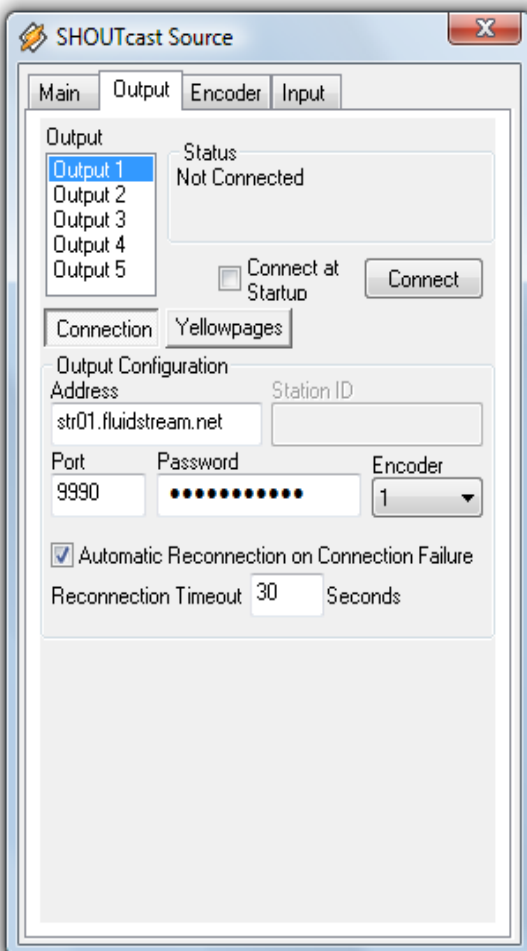 SHOUTcast Source
X
Main Output Encoder Input
Output
Output 1
Output 2
Output 3
Output 4
Output 5
Status
Not Connected
Connect at
Startup
Connect
Connection Yellowpages
Output Configuration
Address Station ID
str01.fluidstream.net
Port Password Encoder
9990 ●●●●●●●●●●● 1
Automatic Reconnection on Connection Failure
Reconnection Timeout 30 Seconds